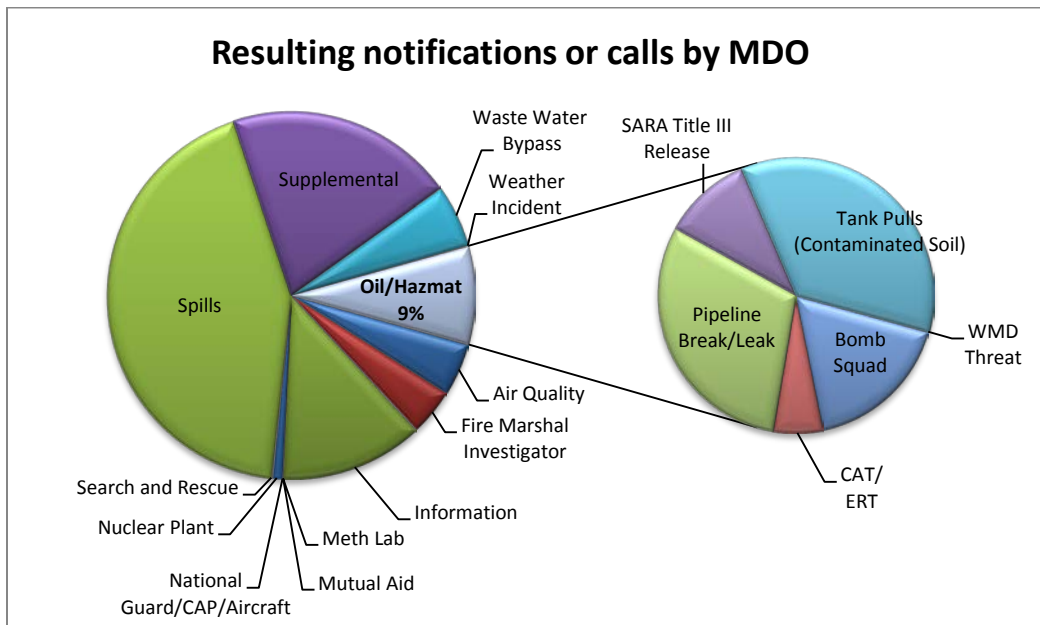 Resulting notifications or calls by MDO
Waste Water
Bypass
Weather
Incident
Supplemental
Spills
Oil/Hazmat
9%
Air Quality
Fire Marshal
Investigator
Information
Meth Lab
Mutual Aid
National
Guard/CAP/Aircraft
Nuclear Plant
Search and Rescue
SARA Title III
Release
Tank Pulls
(Contaminated Soil)
WMD
Threat
Bomb
Squad
CAT/
ERT
Pipeline
Break/Leak